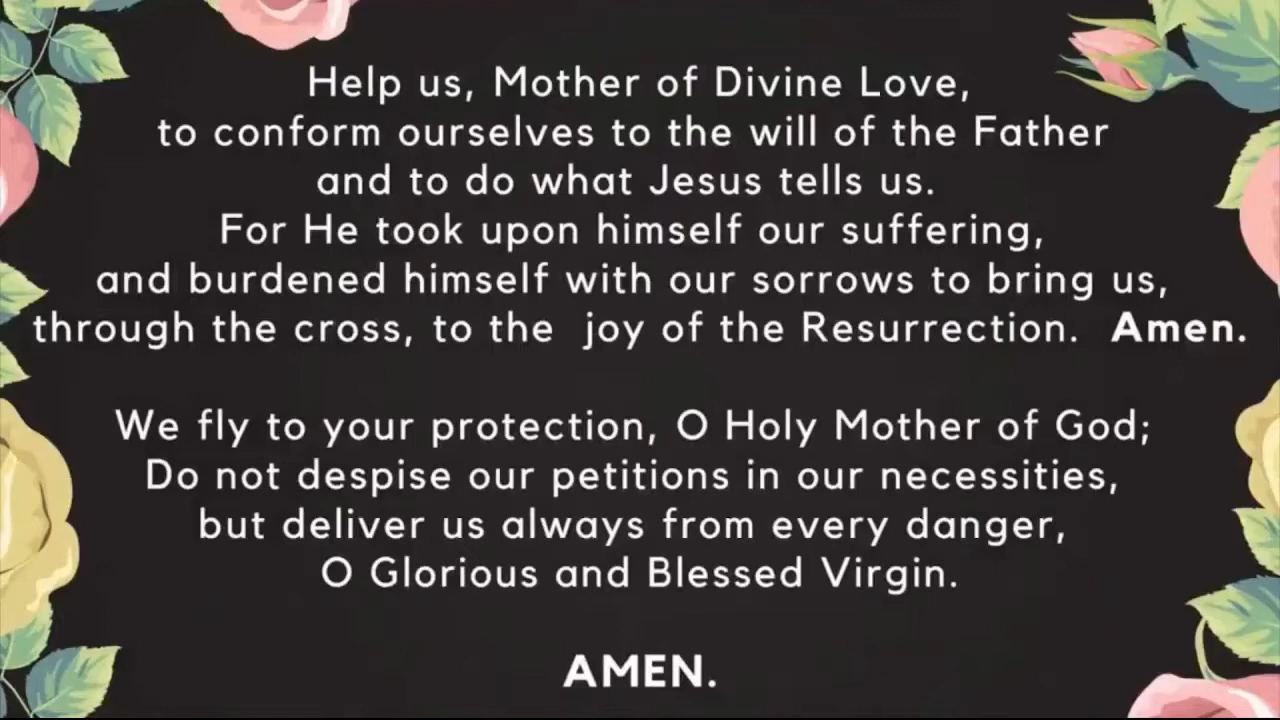 Help us, Mother of Divine Love,
to conform ourselves to the will of the Father
and to do what Jesus tells us.
For He took upon himself our suffering,
and burdened himself with our sorrows to bring us,
through the cross, to the joy of the Resurrection. Amen.
We fly to your protection, O Holy Mother of God;
Do not despise our petitions in our necessities,
but deliver us always from every danger,
O Glorious and Blessed Virgin.
AMEN.